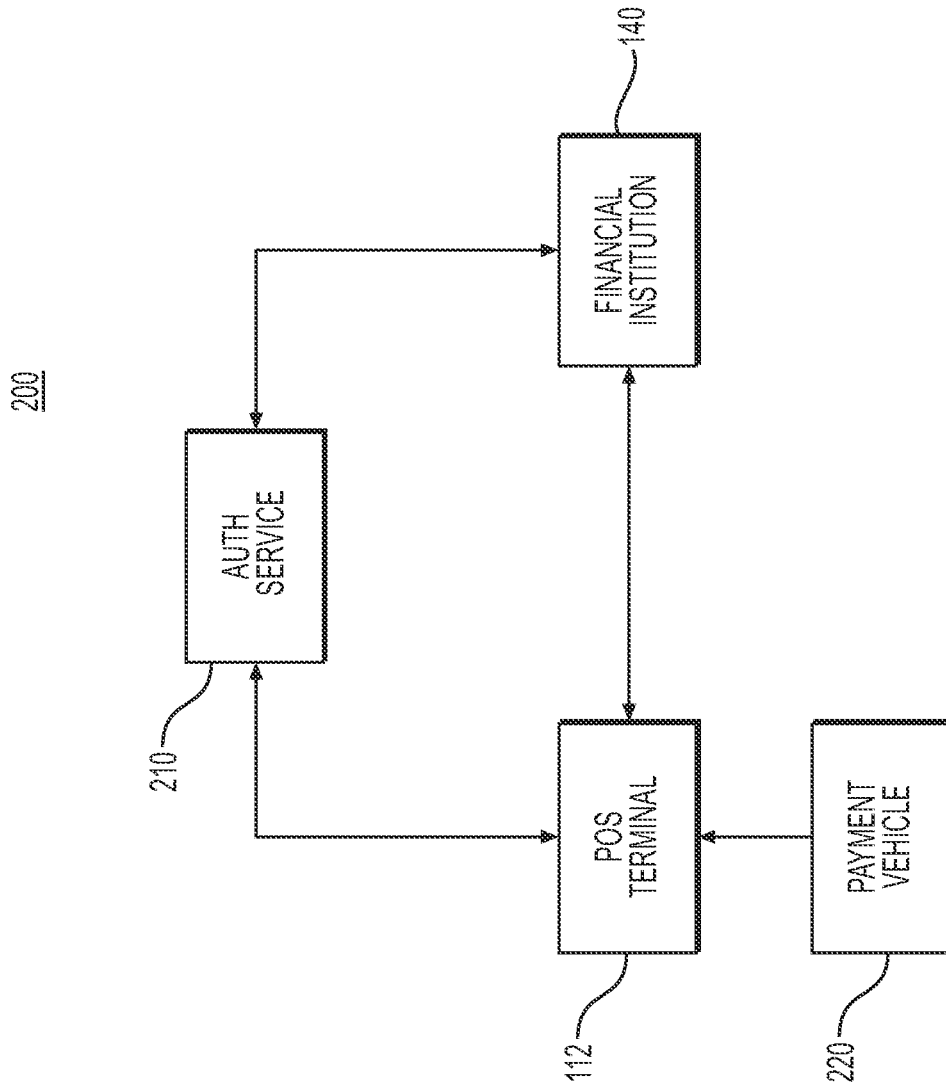 200
AUTH
SERVICE
210
FINANCIAL
INSTITUTION
140
POS
TERMINAL
112
PAYMENT
VEHICLE
220